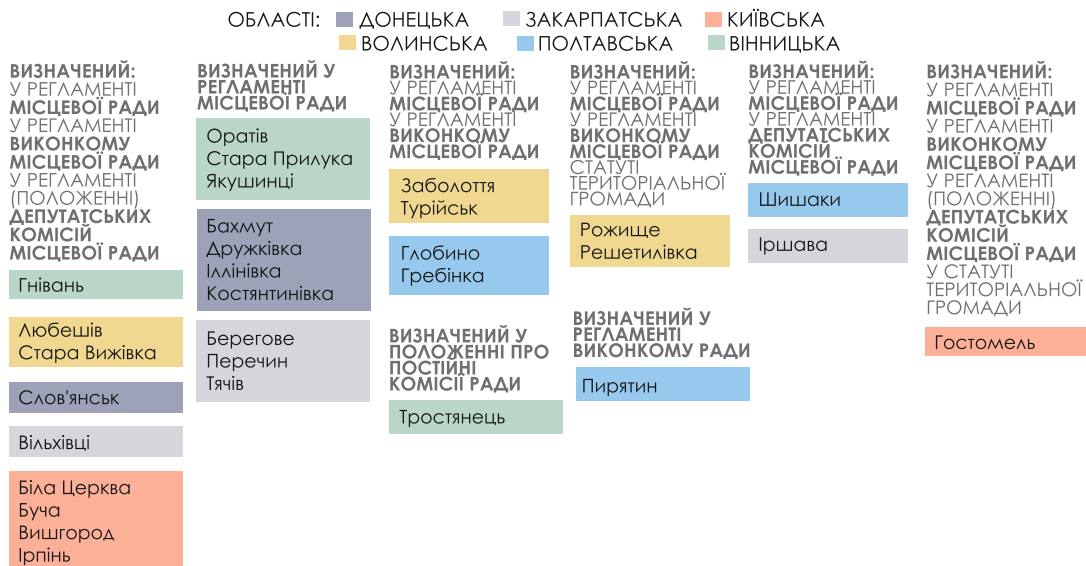 ОБЛАСТІ: ДОНЕЦЬКА ЗАКАРПАТСЬКА КИЇВСЬКА
ВОЛИНСЬКА ПОЛТАВСЬКА ВІННИЦЬКА
ВИЗНАЧЕНИЙ:
У РЕГЛАМЕНТІ
МІСЦЕВОЇ РАДИ
У РЕГЛАМЕНТІ
ВИКОНКОМУ
МІСЦЕВОЇ РАДИ
У РЕГЛАМЕНТІ
(ПОЛОЖЕННІ)
ДЕПУТАТСЬКИХ
КОМІСІЙ
МІСЦЕВОЇ РАДИ
Гнівань
Любешів
Стара Вижівка
Слов'янськ
Вільхівці
Біла Церква
Буча
Вишгород
Ірпінь
ВИЗНАЧЕНИЙ У
РЕГЛАМЕНТІ
МІСЦЕВОЇ РАДИ
Оратів
Стара Прилука
Якушинці
Бахмут
Дружківка
Іллінівка
Костянтинівка
Берегове
Перечин
Тячів
ВИЗНАЧЕНИЙ:
У РЕГЛАМЕНТІ
МІСЦЕВОЇ РАДИ
У РЕГЛАМЕНТІ
ВИКОНКОМУ
МІСЦЕВОЇ РАДИ
Заболоття
Турійськ
Глобино
Гребінка
ВИЗНАЧЕНИЙ У
ПОЛОЖЕННІ ПРО
ПОСТІЙНІ
КОМІСІЇ РАДИ
Тростянець
ВИЗНАЧЕНИЙ:
У РЕГЛАМЕНТІ
МІСЦЕВОЇ РАДИ
У РЕГЛАМЕНТІ
ВИКОНКОМУ
МІСЦЕВОЇ РАДИ
СТАТУТІ
ТЕРИТОРІАЛЬНОЇ
ГРОМАДИ
Рожище
Решетилівка
ВИЗНАЧЕНИЙ У
РЕГЛАМЕНТІ
ВИКОНКОМУ РАДИ
Пирятин
ВИЗНАЧЕНИЙ:
У РЕГЛАМЕНТІ
МІСЦЕВОЇ РАДИ
У РЕГЛАМЕНТІ
ДЕПУТАТСЬКИХ
КОМІСІЙ
МІСЦЕВОЇ РАДИ
Шишаки
Іршава
ВИЗНАЧЕНИЙ:
У РЕГЛАМЕНТІ
МІСЦЕВОЇ РАДИ
У РЕГЛАМЕНТІ
ВИКОНКОМУ
МІСЦЕВОЇ РАДИ
У РЕГЛАМЕНТІ
(ПОЛОЖЕННІ)
ДЕПУТАТСЬКИХ
КОМІСІЙ
МІСЦЕВОЇ РАДИ
У СТАТУТІ
ТЕРИТОРІАЛЬНОЇ
ГРОМАДИ
Гостомель